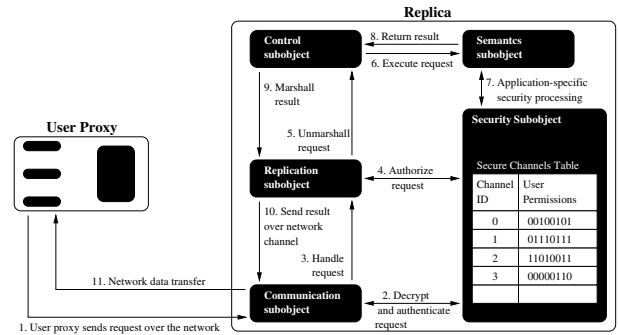 Replica
Control
subobject
8. Return result
6. Execute request
Semantcs
subobject
9. Marshall
result
7. Application-specific
security processing
5. Unmarshall
request
User Proxy
Security Subobject
Secure Channels Table
Replication
subobject
4. Authorize
request
Channel
ID
User
Permissions
0 00100101
1 01110111
2 11010011
3 00000110
10. Send result
over network
channel
3. Handle
request
11. Network data transfer
Communication
subobject
2. Decrypt
and authenticate
request
1. User proxy sends request over the network